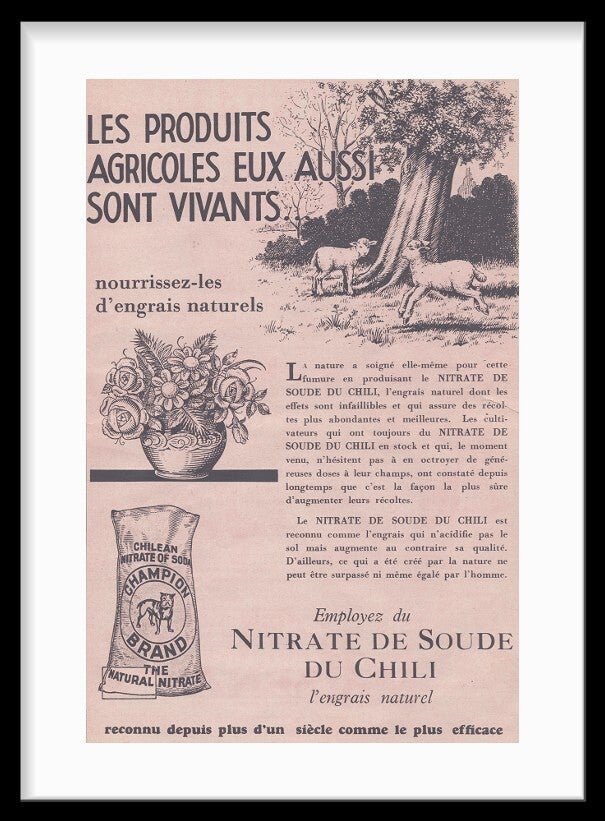 LES PRODUITS
AGRICOLES EUX AUSSI
SONT VIVANTS...
nourrissez-les
d'engrais naturels
LA nature a soigné elle-même pour cette
fumure en produisant le NITRATE DE
SOUDE DU CHILI, l'engrais naturel dont les
effets sont infaillibles et qui assure des récol-
tes plus abondantes et meilleures. Les culti-
vateurs qui ont toujours du NITRATE DE
SOUDE DU CHILI en stock et qui, le moment
venu, n'hésitent pas à en octroyer de géné-
reuses doses à leur champs, ont constaté depuis
longtemps que c'est la façon la plus sûre
d'augmenter leurs récoltes.
Le NITRATE DE SOUDE DU CHILI est
reconnu comme l'engrais qui n'acidifie pas le
sol mais augmente au contraire sa qualité.
D'ailleurs, ce qui a été créé par la nature ne
peut être surpassé ni même égalé par l'homme.
CHILEAN
NITRATE OF SODA
CHAMPION
BRAND
THE
NATURAL NITRATE
Employez du
NITRATE DE SOUDE
DU CHILI
l'engrais naturel
reconnu depuis plus d'un siècle comme le plus efficace